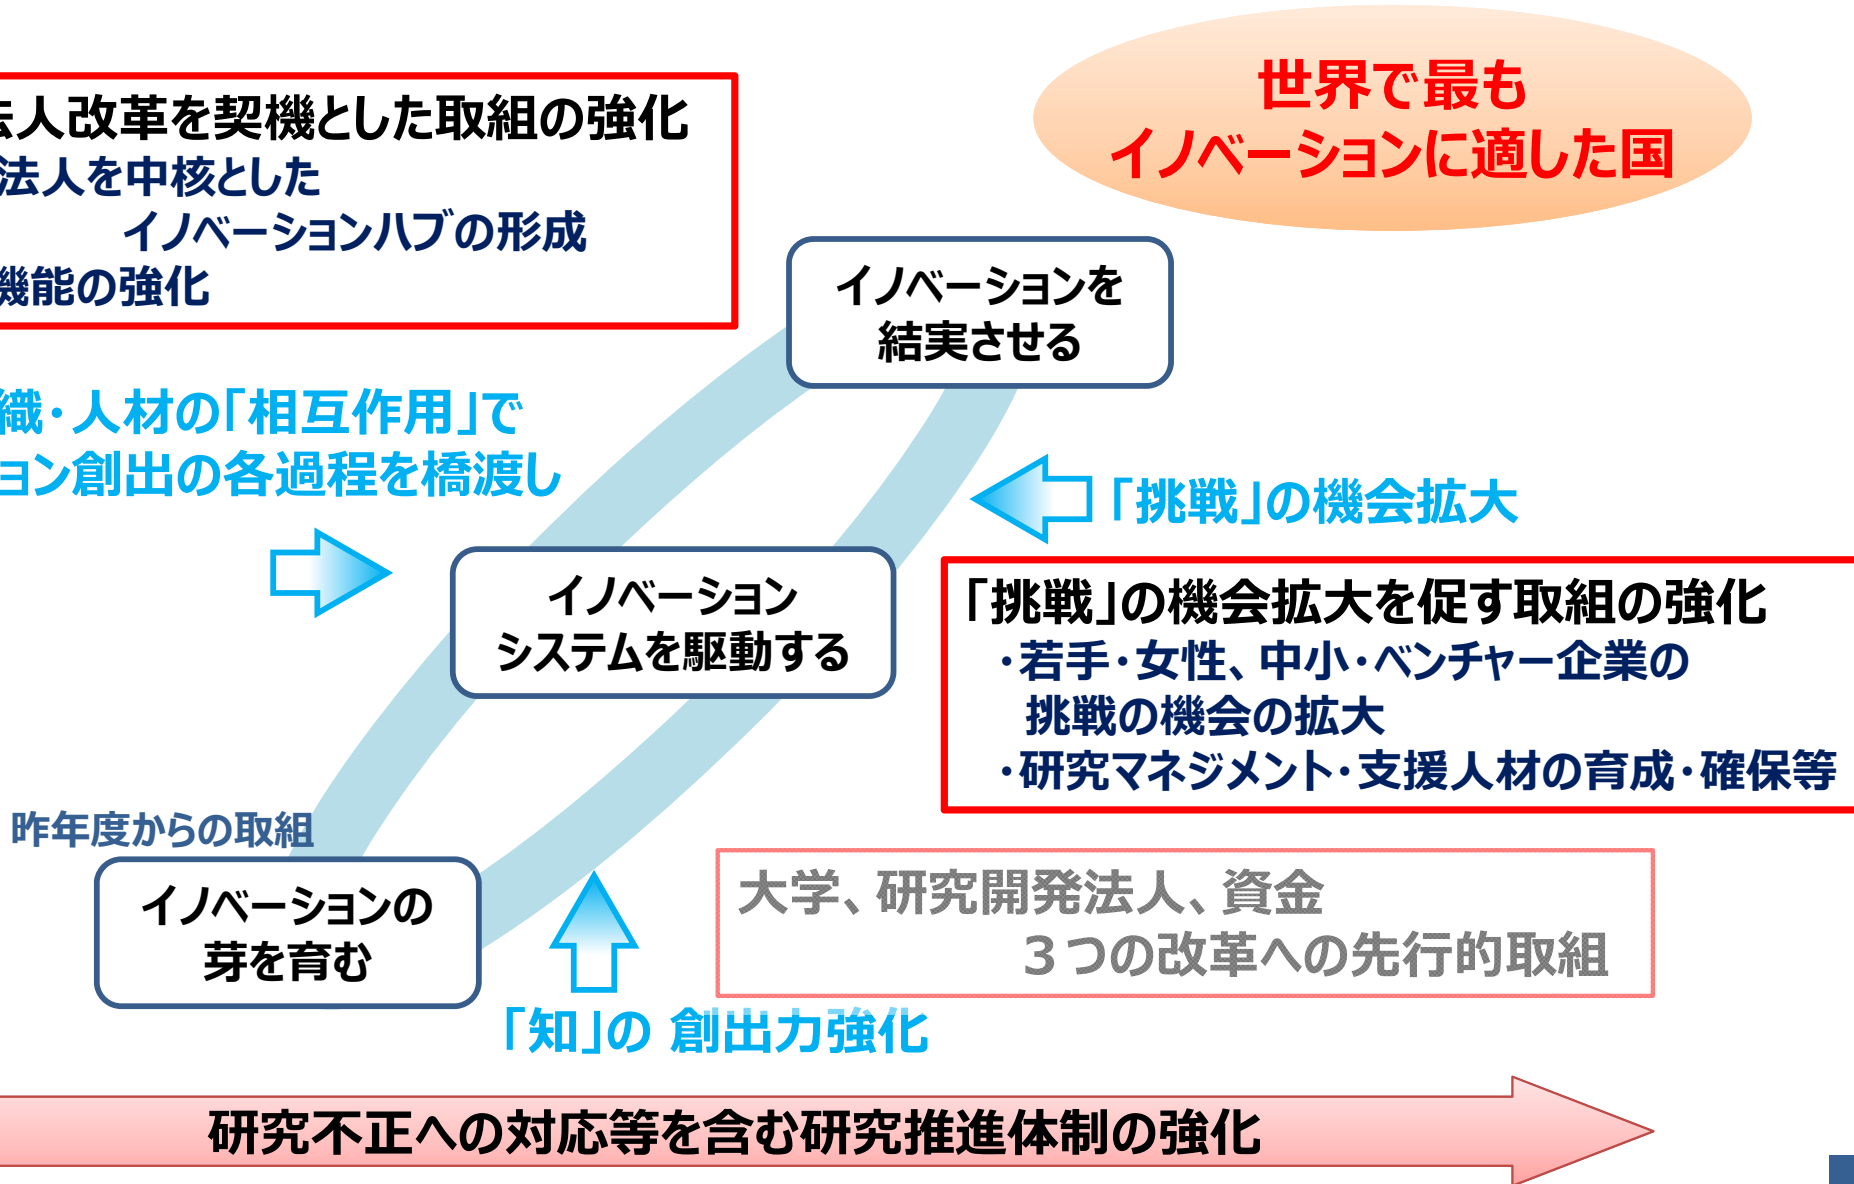 世界で最も
イノベーションに適した国
法人改革を契機とした取組の強化
法人を中核とした
イノベーションハブの形成
機能の強化
イノベーションを
結実させる
織・人材の「相互作用」で
ョン創出の各過程を橋渡し
「挑戦」の機会拡大
イノベーション
システムを駆動する
「挑戦」の機会拡大を促す取組の強化
・若手・女性、中小・ベンチャー企業の
挑戦の機会の拡大
・研究マネジメント・支援人材の育成・確保等
昨年度からの取組
イノベーションの
芽を育む
大学、研究開発法人、資金
３つの改革への先行的取組
「知」の 創出力強化
研究不正への対応等を含む研究推進体制の強化